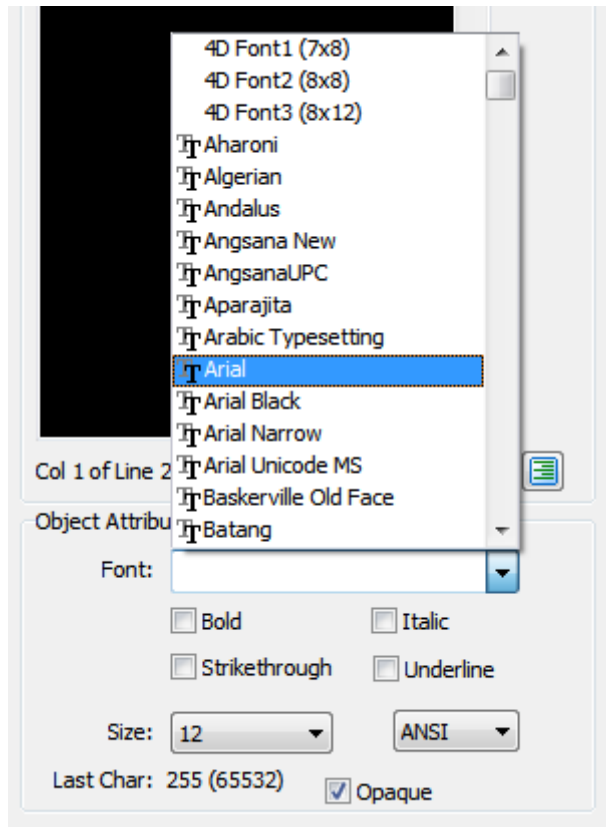 4D Font1 (7x8)
4D Font2 (8x8)
4D Font3 (8x12)
Aharoni
Algerian
Andalus
Angsana New
AngsanaUPC
Aparajita
Arabic Typesetting
Arial
Arial Black
Arial Narrow
Arial Unicode MS
Baskerville Old Face
Batang
Col 1 of Line 2
Object Attribu
Font:
Bold Italic
Strikethrough Underline
Size: 12 ANSI
Last Char: 255 (65532) Opaque